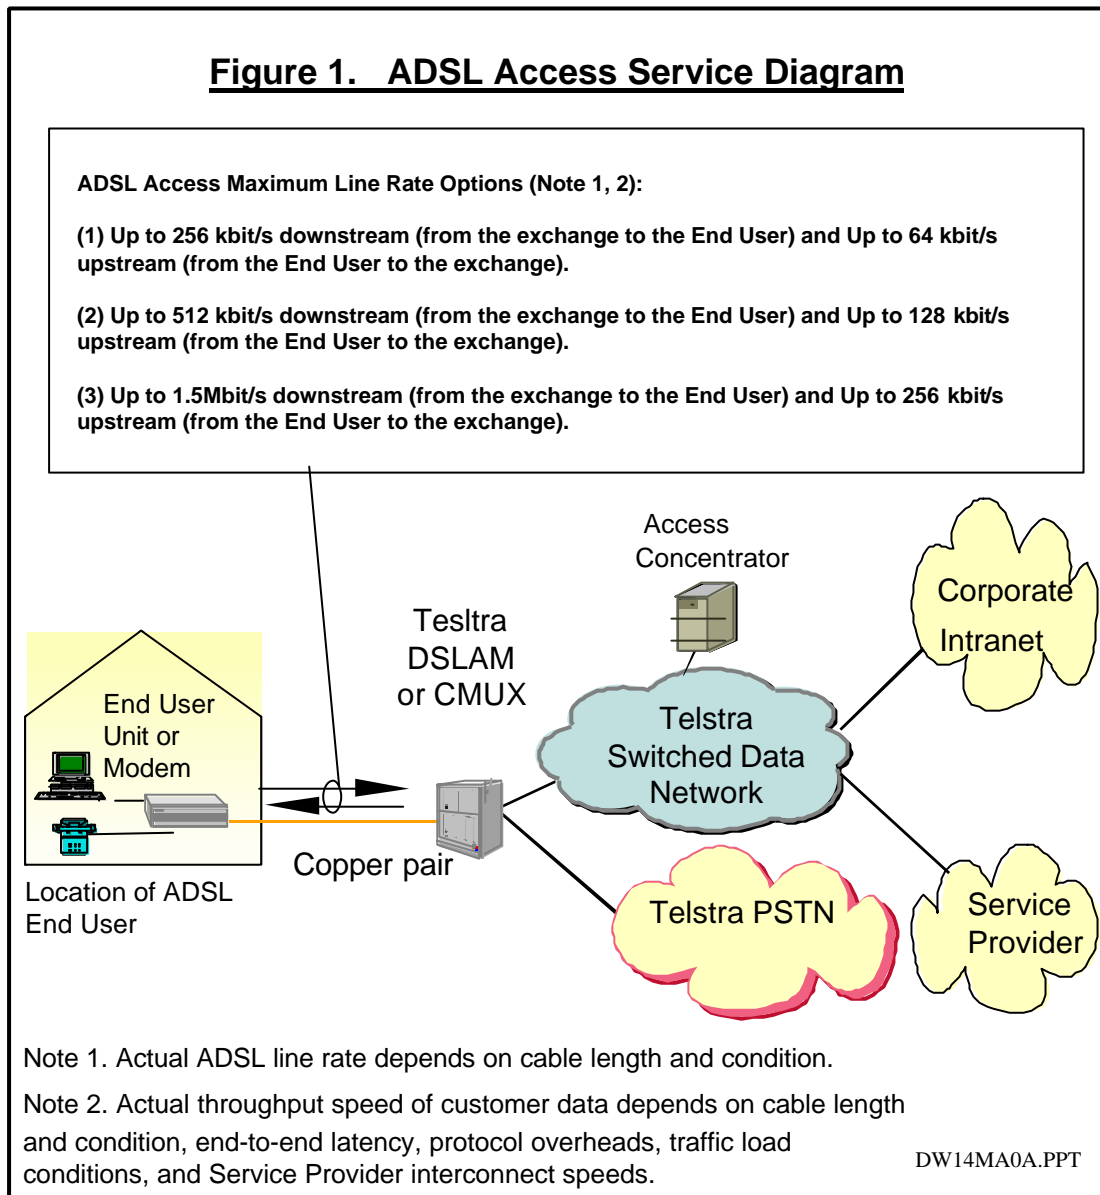 Figure 1. ADSL Access Service Diagram
ADSL Access Maximum Line Rate Options (Note 1, 2):
(1) Up to 256 kbit/s downstream (from the exchange to the End User) and Up to 64 kbit/s
upstream (from the End User to the exchange).
(2) Up to 512 kbit/s downstream (from the exchange to the End User) and Up to 128 kbit/s
upstream (from the End User to the exchange).
(3) Up to 1.5Mbit/s downstream (from the exchange to the End User) and Up to 256 kbit/s
upstream (from the End User to the exchange).
Access
Concentrator
Corporate
Intranet
Tesltra
DSLAM
or CMUX
End User
Unit or
Modem
Telstra
Switched Data
Network
Copper pair
Location of ADSL
End User
Telstra PSTN
Service
Provider
Note 1. Actual ADSL line rate depends on cable length and condition.
Note 2. Actual throughput speed of customer data depends on cable length
and condition, end-to-end latency, protocol overheads, traffic load
conditions, and Service Provider interconnect speeds.
DW14MA0A.PPT